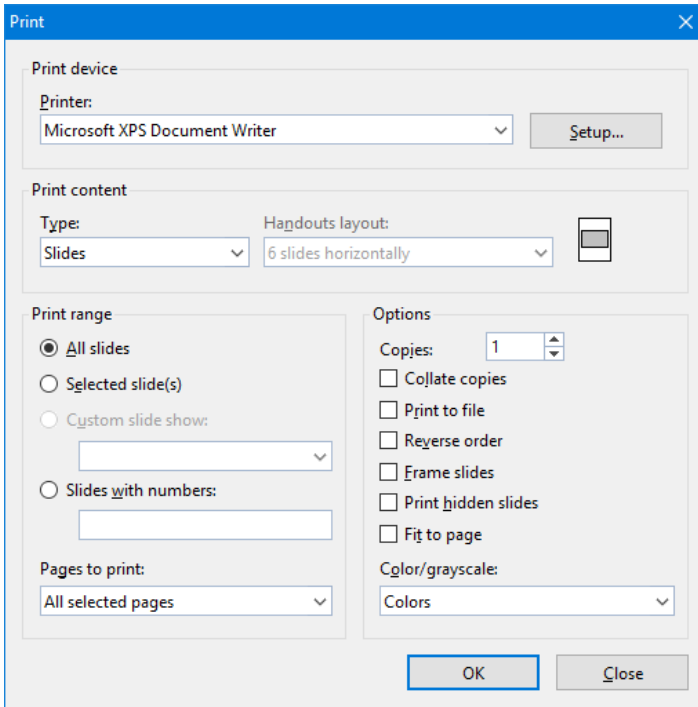 Print
Print device
Printer:
Microsoft XPS Document Writer
Setup...
Print content
Type:
Handouts layout:
Slides
6 slides horizontally
Print range
All slides
Selected slide(s)
Custom slide show:
Slides with numbers:
Pages to print:
All selected pages
Options
Copies:
1
Collate copies
Print to file
Reverse order
Frame slides
Print hidden slides
Fit to page
Color/grayscale:
Colors
OK
Close